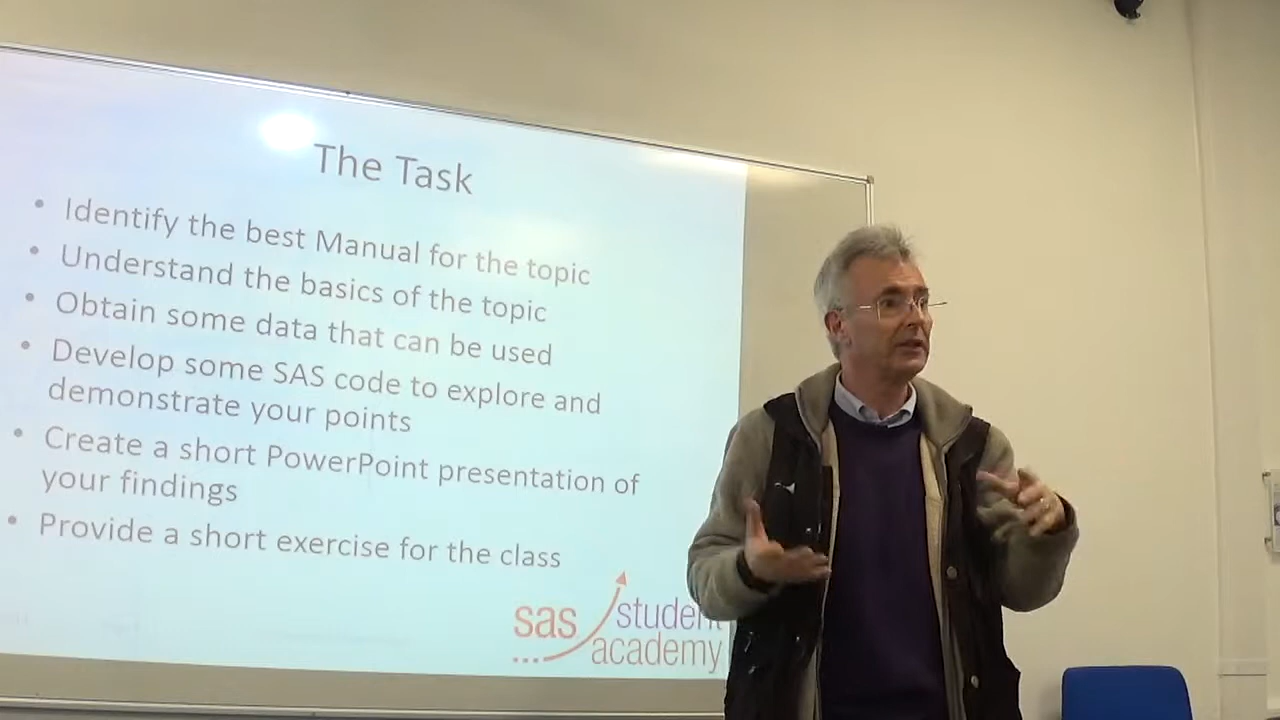 The Task
• Identify the best Manual for the topic
• Understand the basics of the topic
• Obtain some data that can be used
• Develop some SAS code to explore and
demonstrate your points
• Create a short PowerPoint presentation of
your findings
• Provide a short exercise for the class
sas student
academy